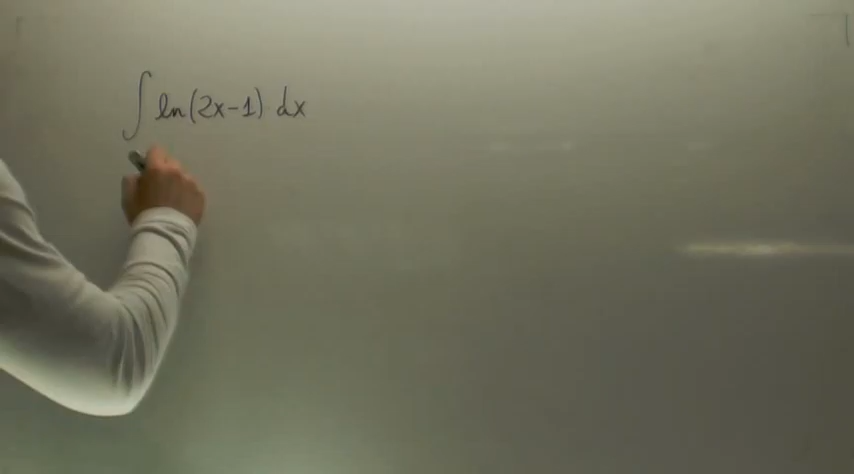 ∫ ln(2x-1) dx